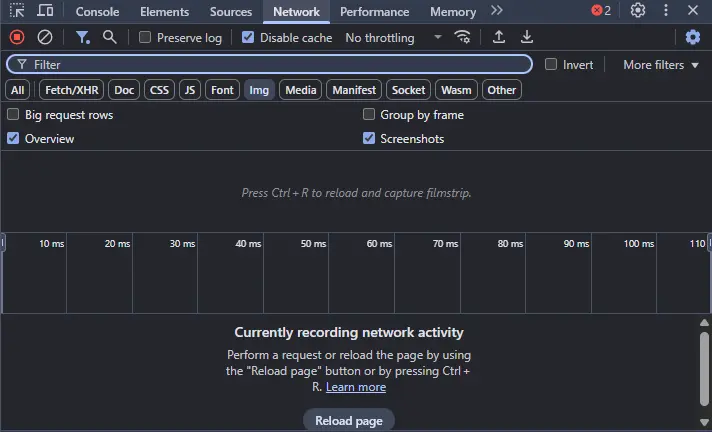 Console Elements Sources Network Performance Memory 2
Preserve log Disable cache No throttling
Filter Invert More filters
All Fetch/XHR Doc CSS JS Font Img Media Manifest Socket Wasm Other
Big request rows Group by frame
Overview Screenshots
Press Ctrl + R to reload and capture filmstrip.
10 ms 20 ms 30 ms 40 ms 50 ms 60 ms 70 ms 80 ms 90 ms 100 ms 110
Currently recording network activity
Perform a request or reload the page by using
the "Reload page" button or by pressing Ctrl +
R. Learn more
Reload page